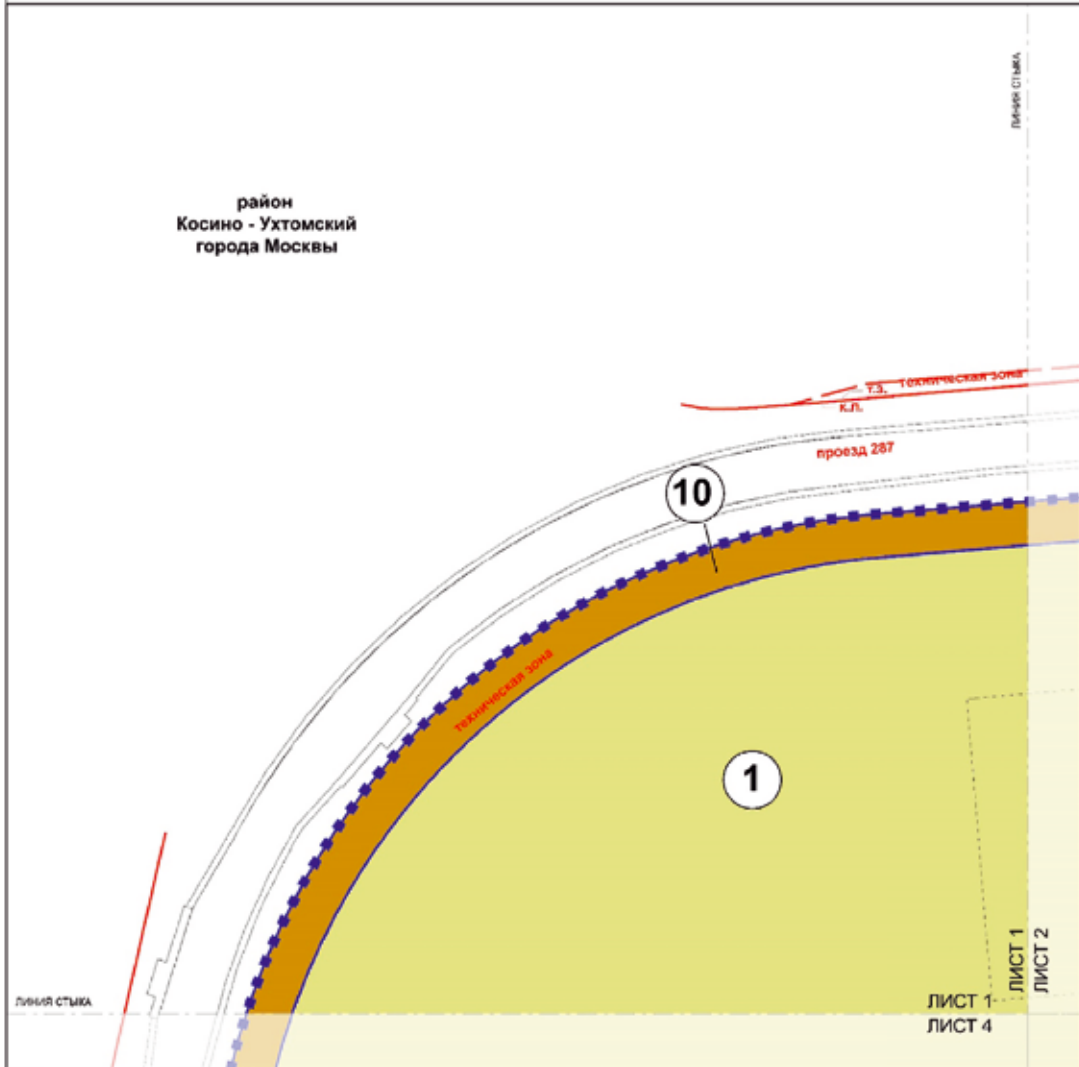 ЛИНИЯ СТЫКА
район
Косино - Ухтомский
города Москвы
т.з. техническая зона
к.л.
проезд 287
10
техническая зона
1
ЛИСТ 1
ЛИСТ 2
ЛИНИЯ СТЫКА
ЛИСТ 1
ЛИСТ 4